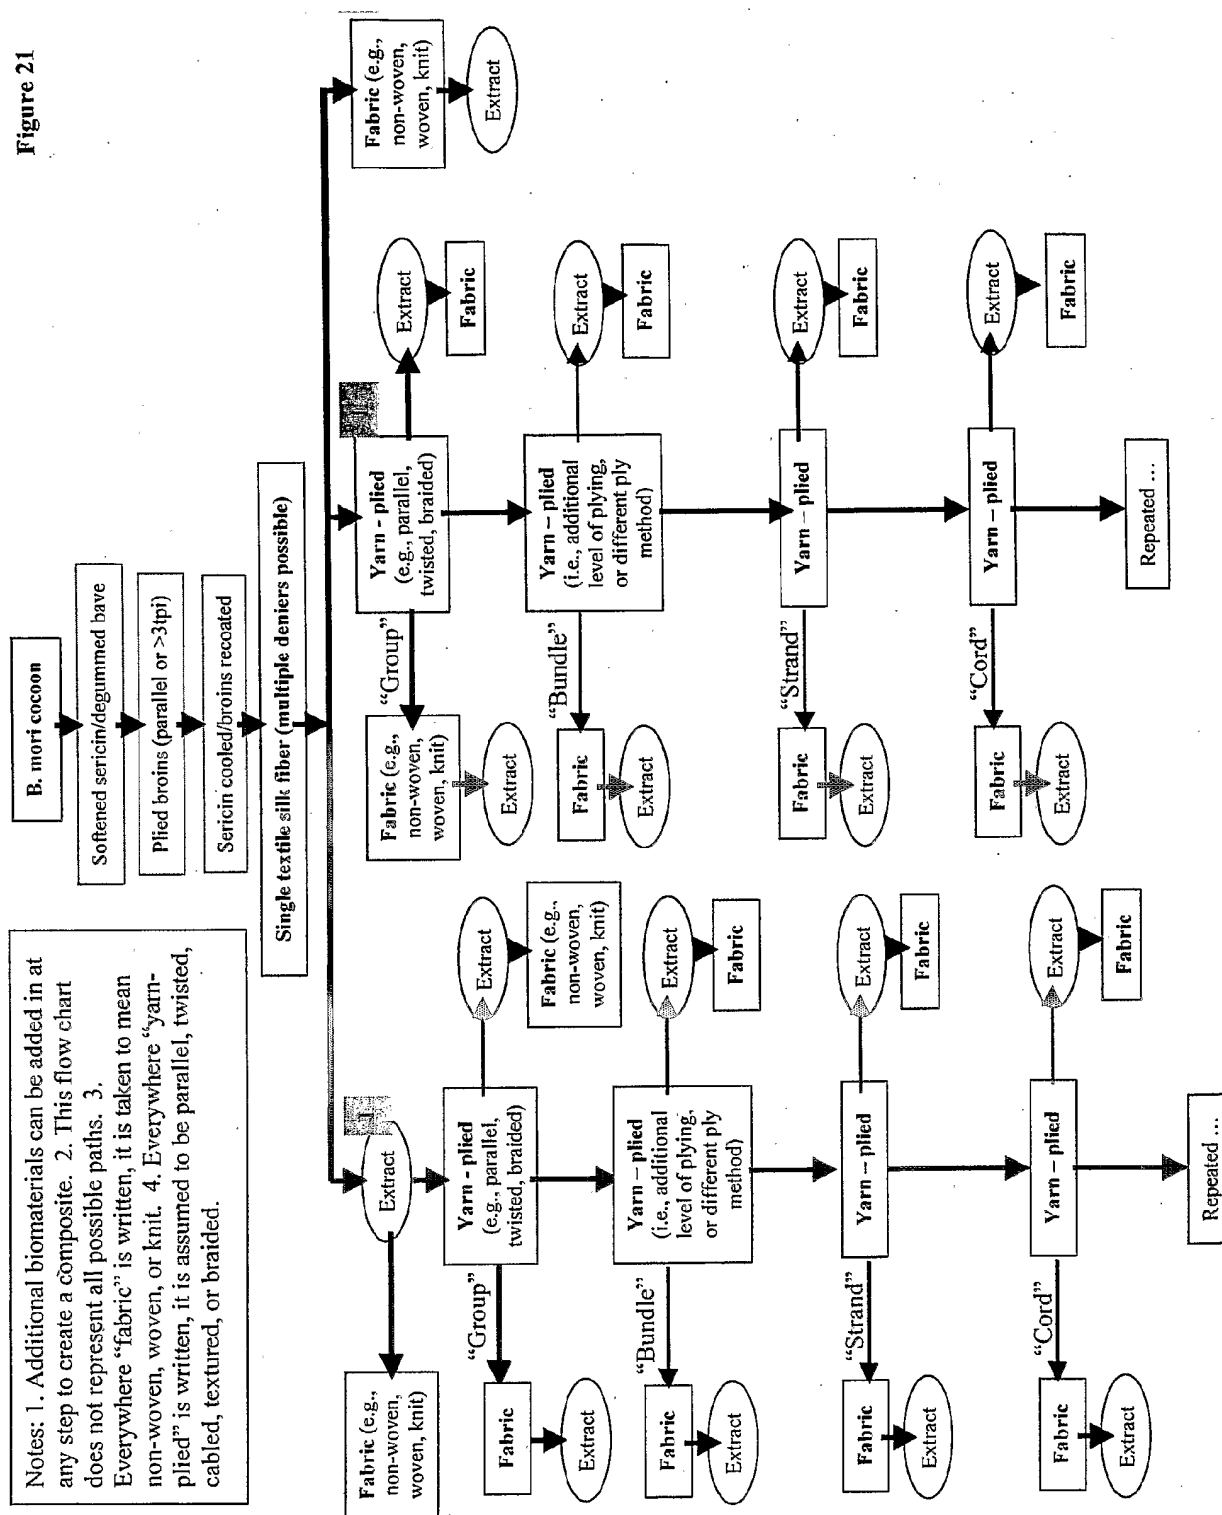 Figure 21
Notes: 1. Additional biomaterials can be added in at
any step to create a composite. 2. This flow chart
does not represent all possible paths. 3.
Everywhere “fabric” is written, it is taken to mean
non-woven, woven, or knit. 4. Everywhere “yarn-
plied” is written, it is assumed to be parallel, twisted,
cabled, textured, or braided.
B. mori cocoon
Softened sericin/degummed bave
Plied broins (parallel or >3tpi)
Sericin cooled/broins recoated
Single textile silk fiber (multiple deniers possible)
I
Extract
Fabric (e.g.,
non-woven,
woven, knit)
Yarn - plied
(e.g., parallel,
twisted, braided)
“Group”
Fabric
Extract
Extract
Fabric (e.g.,
non-woven,
woven, knit)
Yarn – plied
(i.e., additional
level of plying,
or different ply
method)
“Bundle”
Fabric
Extract
Extract
Fabric
Yarn – plied
“Strand”
Fabric
Extract
Extract
Fabric
Yarn – plied
“Cord”
Fabric
Extract
Extract
Fabric
Repeated ...
Yarn - plied
(e.g., parallel,
twisted, braided)
“Group”
Fabric (e.g.,
non-woven,
woven, knit)
Extract
Extract
Fabric
Yarn – plied
(i.e., additional
level of plying,
or different ply
method)
“Bundle”
Fabric
Extract
Extract
Fabric
Yarn – plied
“Strand”
Fabric
Extract
Extract
Fabric
Yarn – plied
“Cord”
Fabric
Extract
Extract
Fabric
Repeated ...
Fabric (e.g.,
non-woven,
woven, knit)
Extract